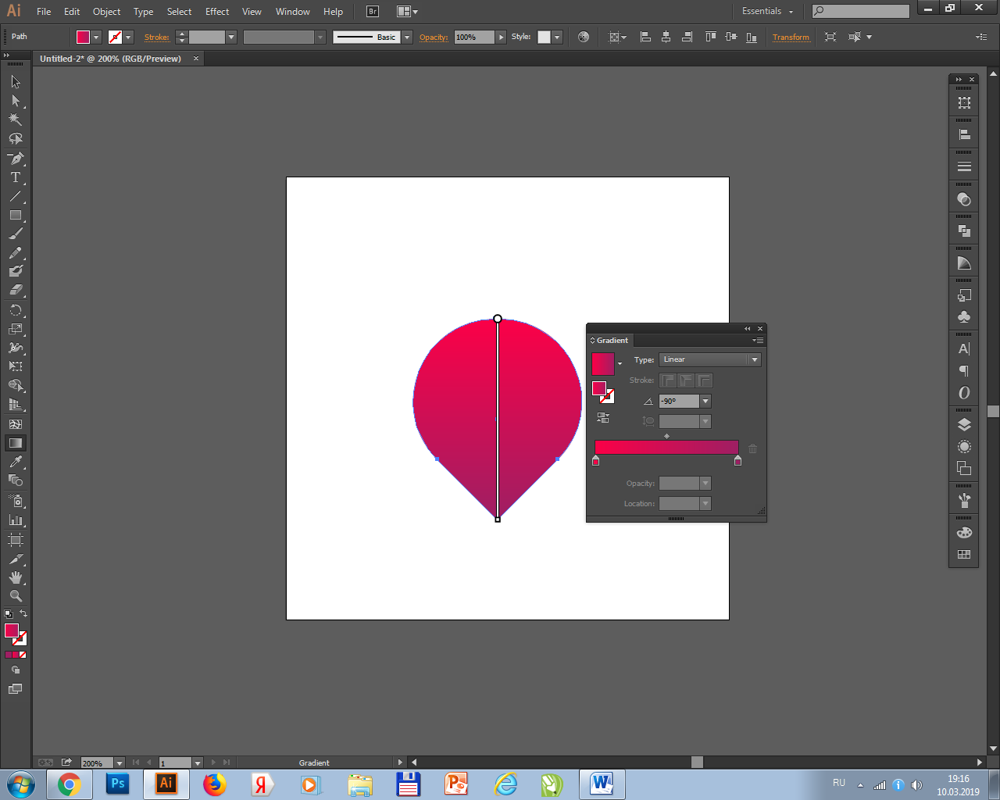 Ai File Edit Object Type Select Effect View Window Help Br Essentials
Path Stroke: Basic Opacity: 100% Style: Transform
Untitled-2* @ 200% (RGB/Preview) ×
Gradient
Type: Linear
Stroke:
-90°
Opacity:
Location:
200% 1 Gradient
Ps Ai Я P W RU 19:16
10.03.2019